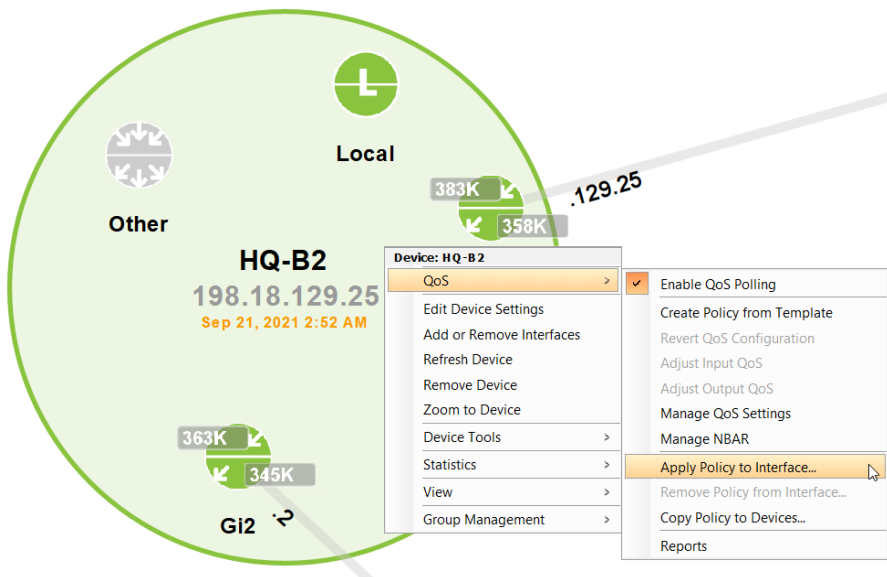 L
Local
Other
383K
358K
.129.25
HQ-B2
198.18.129.25
Sep 21, 2021 2:52 AM
363K
345K
Gi2
.2
Device: HQ-B2
QoS
Edit Device Settings
Add or Remove Interfaces
Refresh Device
Remove Device
Zoom to Device
Device Tools
Statistics
View
Group Management
Enable QoS Polling
Create Policy from Template
Revert QoS Configuration
Adjust Input QoS
Adjust Output QoS
Manage QoS Settings
Manage NBAR
Apply Policy to Interface...
Remove Policy from Interface...
Copy Policy to Devices...
Reports